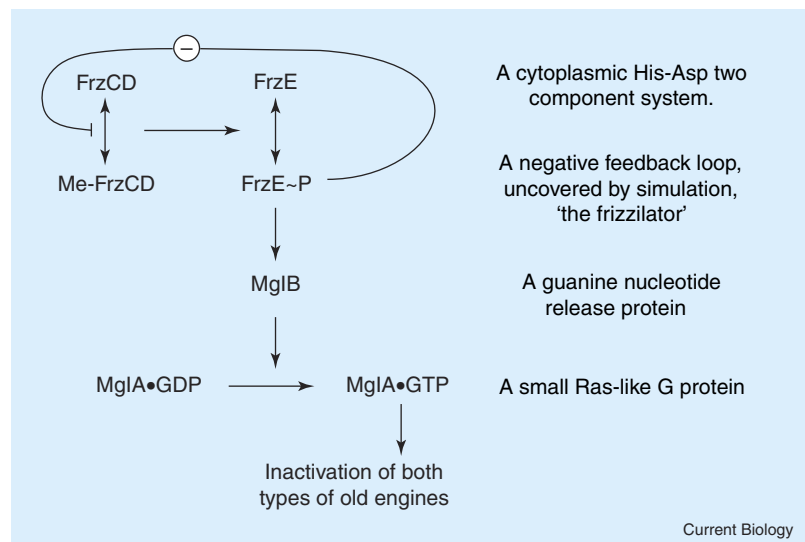 −
FrzCD
FrzE
A cytoplasmic His-Asp two
component system.
Me-FrzCD
FrzE~P
A negative feedback loop,
uncovered by simulation,
‘the frizzilator’
MglB
A guanine nucleotide
release protein
MglA•GDP
MglA•GTP
A small Ras-like G protein
Inactivation of both
types of old engines
Current Biology